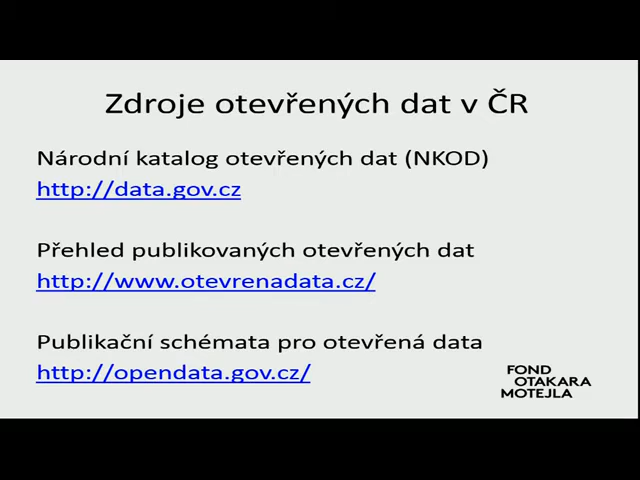 Zdroje otevřených dat v ČR
Národní katalog otevřených dat (NKOD)
http://data.gov.cz
Přehled publikovaných otevřených dat
http://www.otevrenadata.cz/
Publikační schémata pro otevřená data
http://opendata.gov.cz/
FOND
OTAKARA
MOTEJLA